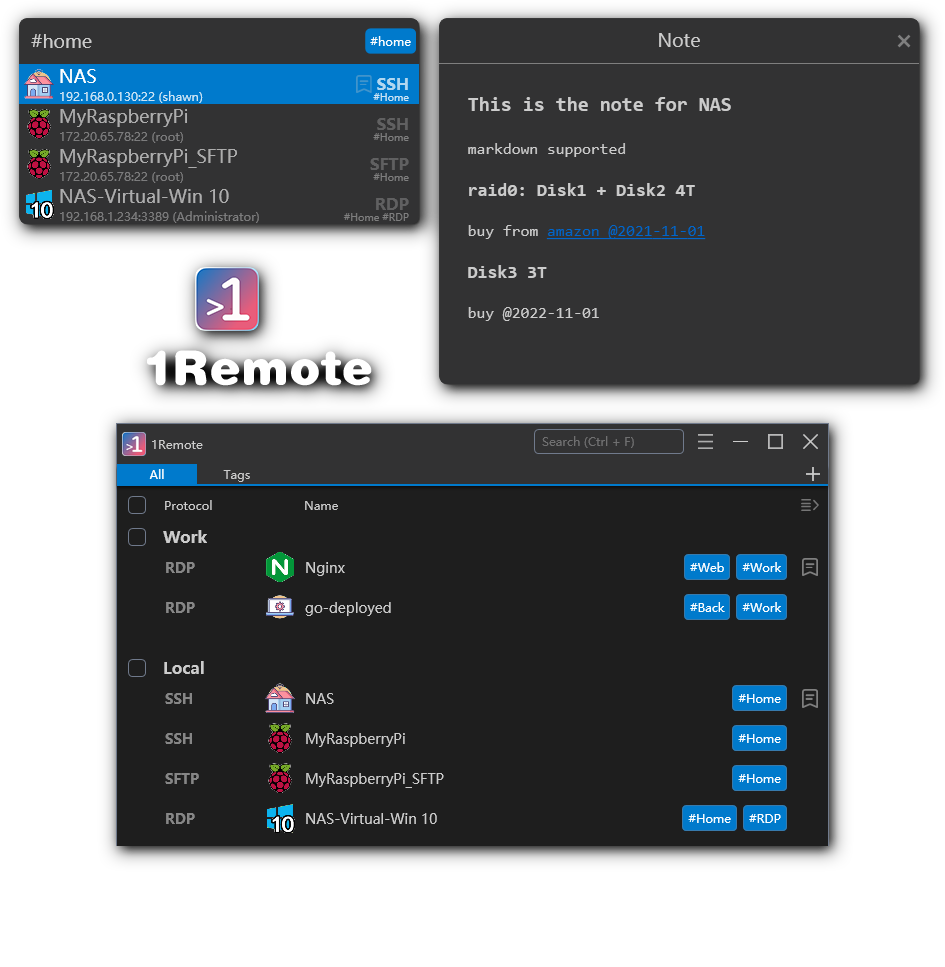 #home #home
NAS SSH
192.168.0.130:22 (shawn) #Home
MyRaspberryPi SSH
172.20.65.78:22 (root) #Home
MyRaspberryPi_SFTP SFTP
172.20.65.78:22 (root) #Home
NAS-Virtual-Win 10 RDP
10 192.168.1.234:3389 (Administrator) #Home #RDP
Note
This is the note for NAS
markdown supported
raid0: Disk1 + Disk2 4T
buy from amazon @2021-11-01
Disk3 3T
buy @2022-11-01
>1
1Remote
>1 1Remote Search (Ctrl + F)
All Tags
Protocol Name
Work
RDP N Nginx #Web #Work
RDP go-deployed #Back #Work
Local
SSH NAS #Home
SSH MyRaspberryPi #Home
SFTP MyRaspberryPi_SFTP #Home
RDP 10 NAS-Virtual-Win 10 #Home #RDP